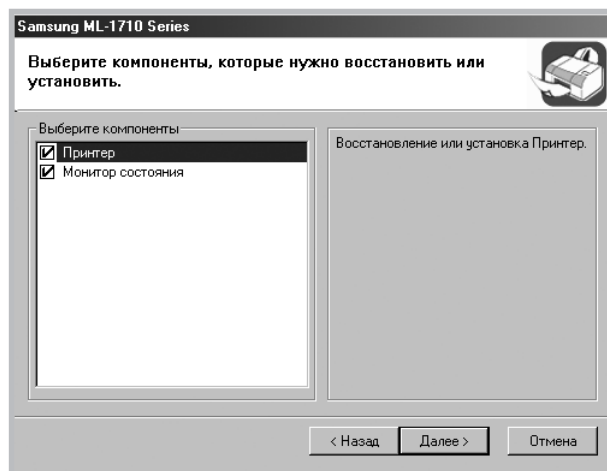 Samsung ML-1710 Series
Выберите компоненты, которые нужно восстановить или
установить.
Выберите компоненты
Принтер
Монитор состояния
Восстановление или установка Принтер.
< Назад
Далее >
Отмена